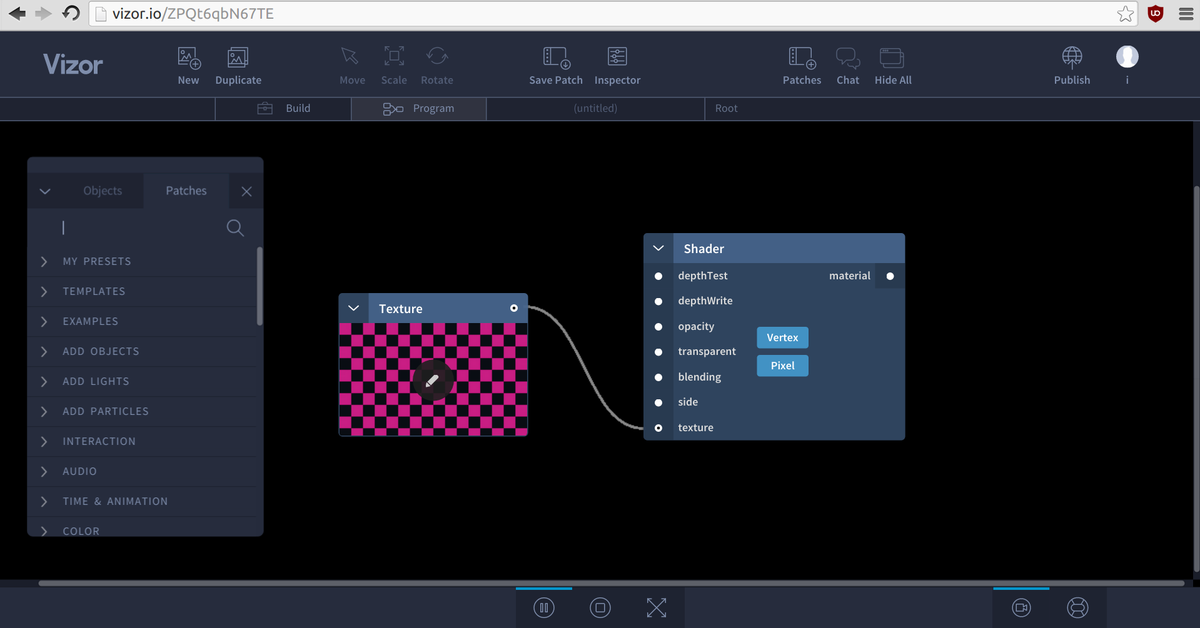 vizor.io/ZPQt6qbN67TE
Vizor
New
Duplicate
Move
Scale
Rotate
Save Patch
Inspector
Patches
Chat
Hide All
Publish
i
Build
Program
(untitled)
Root
Objects
Patches
MY PRESETS
TEMPLATES
EXAMPLES
ADD OBJECTS
ADD LIGHTS
ADD PARTICLES
INTERACTION
AUDIO
TIME & ANIMATION
COLOR
Texture
Shader
depthTest
material
depthWrite
opacity
Vertex
transparent
Pixel
blending
side
texture